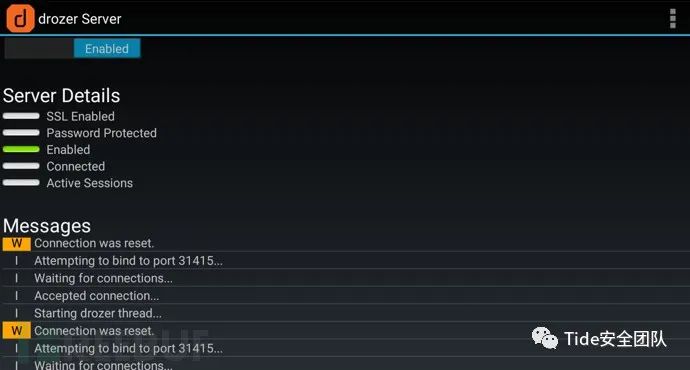 d drozer Server
Enabled
Server Details
SSL Enabled
Password Protected
Enabled
Connected
Active Sessions
Messages
W Connection was reset.
I Attempting to bind to port 31415...
I Waiting for connections...
I Accepted connection...
I Starting drozer thread...
W Connection was reset.
I Attempting to bind to port 31415...
I Waiting for connections...
Tide安全团队